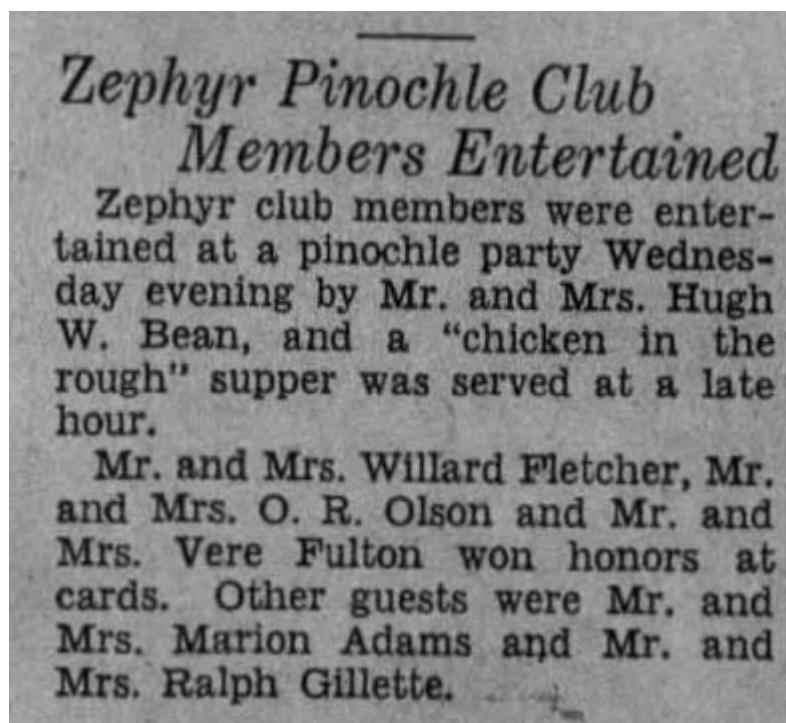 Zephyr Pinochle Club
Members Entertained
Zephyr club members were enter-
tained at a pinochle party Wednes-
day evening by Mr. and Mrs. Hugh
W. Bean, and a "chicken in the
rough" supper was served at a late
hour.
Mr. and Mrs. Willard Fletcher, Mr.
and Mrs. O. R. Olson and Mr. and
Mrs. Vere Fulton won honors at
cards. Other guests were Mr. and
Mrs. Marion Adams and Mr. and
Mrs. Ralph Gillette.